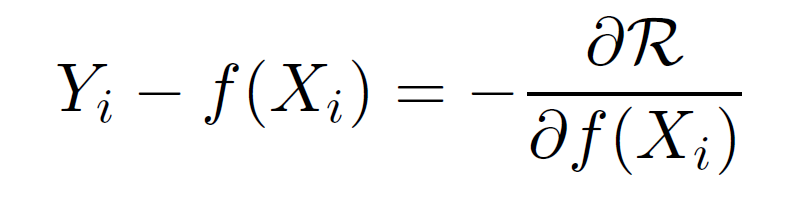 $Y_i - f(X_i) = -\frac{\partial \mathcal{R}}{\partial f(X_i)}$